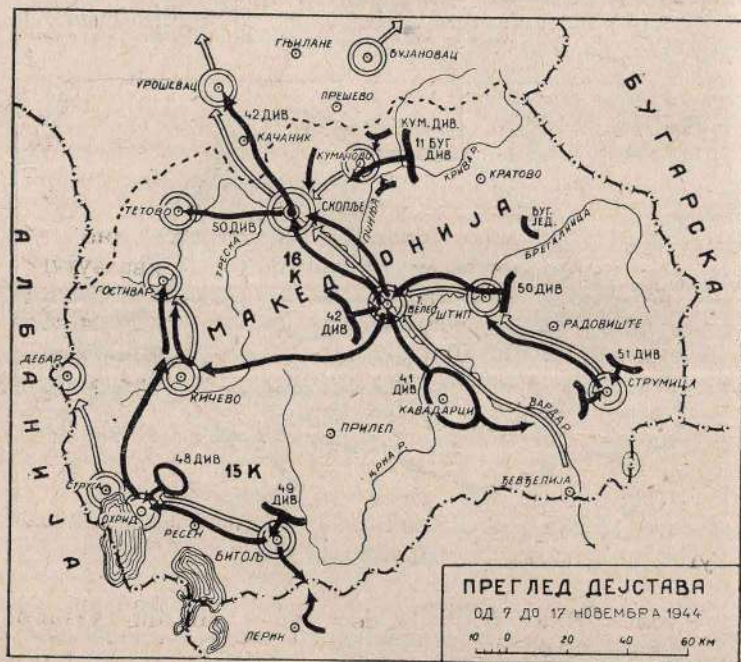 ГЊИЛАНЕ
БУЈАНОВАЦ
УРОШЕВАЦ
ПРЕШЕВО
42 ДИВ
КАЧАНИК
КУМ. ДИВ.
11 БУГ
ДИВ
КУМАНОВО
КРИВА Р.
КРАТОВО
БУГАРСКА
ТЕТОВО
СКОПЉЕ
ПЧИЊА
50 ДИВ
ТРЕСКА
16
К
БУГ.
ЈЕД.
БРЕГАЛНИЦА
МАКЕДОНИЈА
АЛБАНИЈА
ГОСТИВАР
42
ДИВ
Т. ВЕЛЕС
ШТИП
50 ДИВ
РАДОВИШТЕ
ДЕБАР
51 ДИВ
СТРУМИЦА
КИЧЕВО
41
ДИВ
КАВАДАРЦИ
ВАРДАР
ПРИЛЕП
ЦРНА Р.
48 ДИВ
15 К
49
ДИВ
ЂЕВЂЕЛИЈА
СТРУГА
ОХРИД
РЕСЕН
БИТОЉ
ЛЕРИН
ПРЕГЛЕД ДЕЈСТАВА
ОД 7 ДО 17 НОВЕМБРА 1944
10 0 20 40 60 КМ